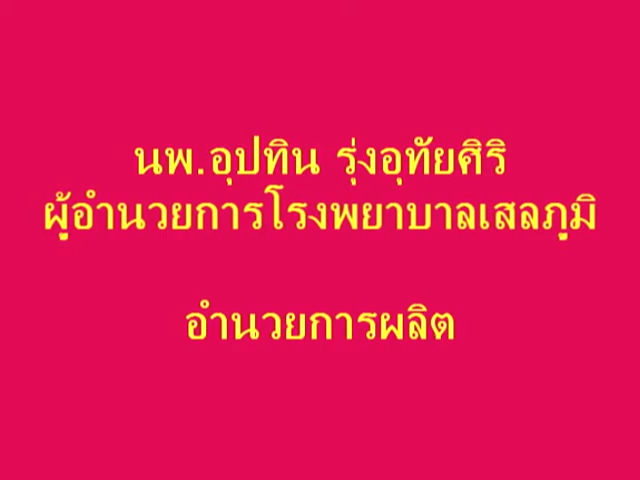 นพ.อุปทิน รุ่งอุทัยศิริ
ผู้อำนวยการโรงพยาบาลเสลภูมิ
อำนวยการผลิต